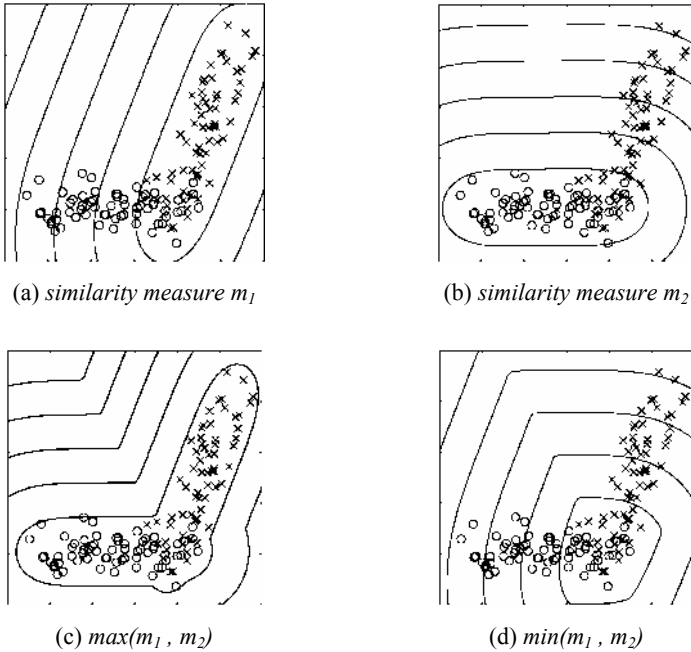 (a) similarity measure m₁
(b) similarity measure m₂
(c) max(m₁ , m₂)
(d) min(m₁ , m₂)